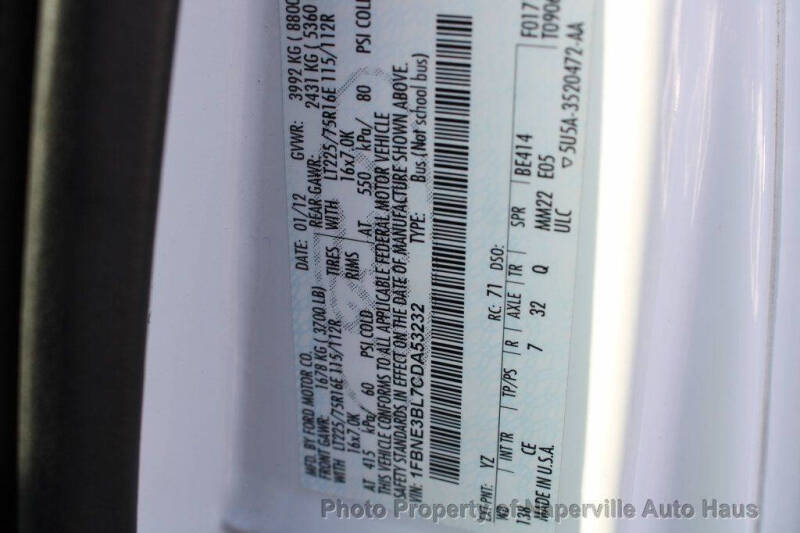 MFD. BY FORD MOTOR CO. DATE: 01/12 GVWR: 3992 KG ( 8800
FRONT GAWR: 1678 KG ( 3700LB) REAR GAWR: 2431 KG ( 5360
WITH LT225/75R16E 115/112R TIRES WITH LT225/75R16E 115/112R
16x7.0K RIMS 16x7.0K
AT 415 kPa/ 60 PSI COLD AT 550 kPa/ 80 PSI COLD
THIS VEHICLE CONFORMS TO ALL APPLICABLE FEDERAL MOTOR VEHICLE
SAFETY STANDARDS IN EFFECT ON THE DATE OF MANUFACTURE SHOWN ABOVE.
VIN: 1FBNE3BL7CDA53232 TYPE: Bus (Not school bus)
F017
T0906
EXT PNT: YZ RC: 71 DSO:
WB INT TR TP/PS R AXLE TR SPR BE414
138 CE 7 32 Q MM22 E05
MADE IN U.S.A. ULC ▽5U5A-3520472-AA
Photo Property of Naperville Auto Haus